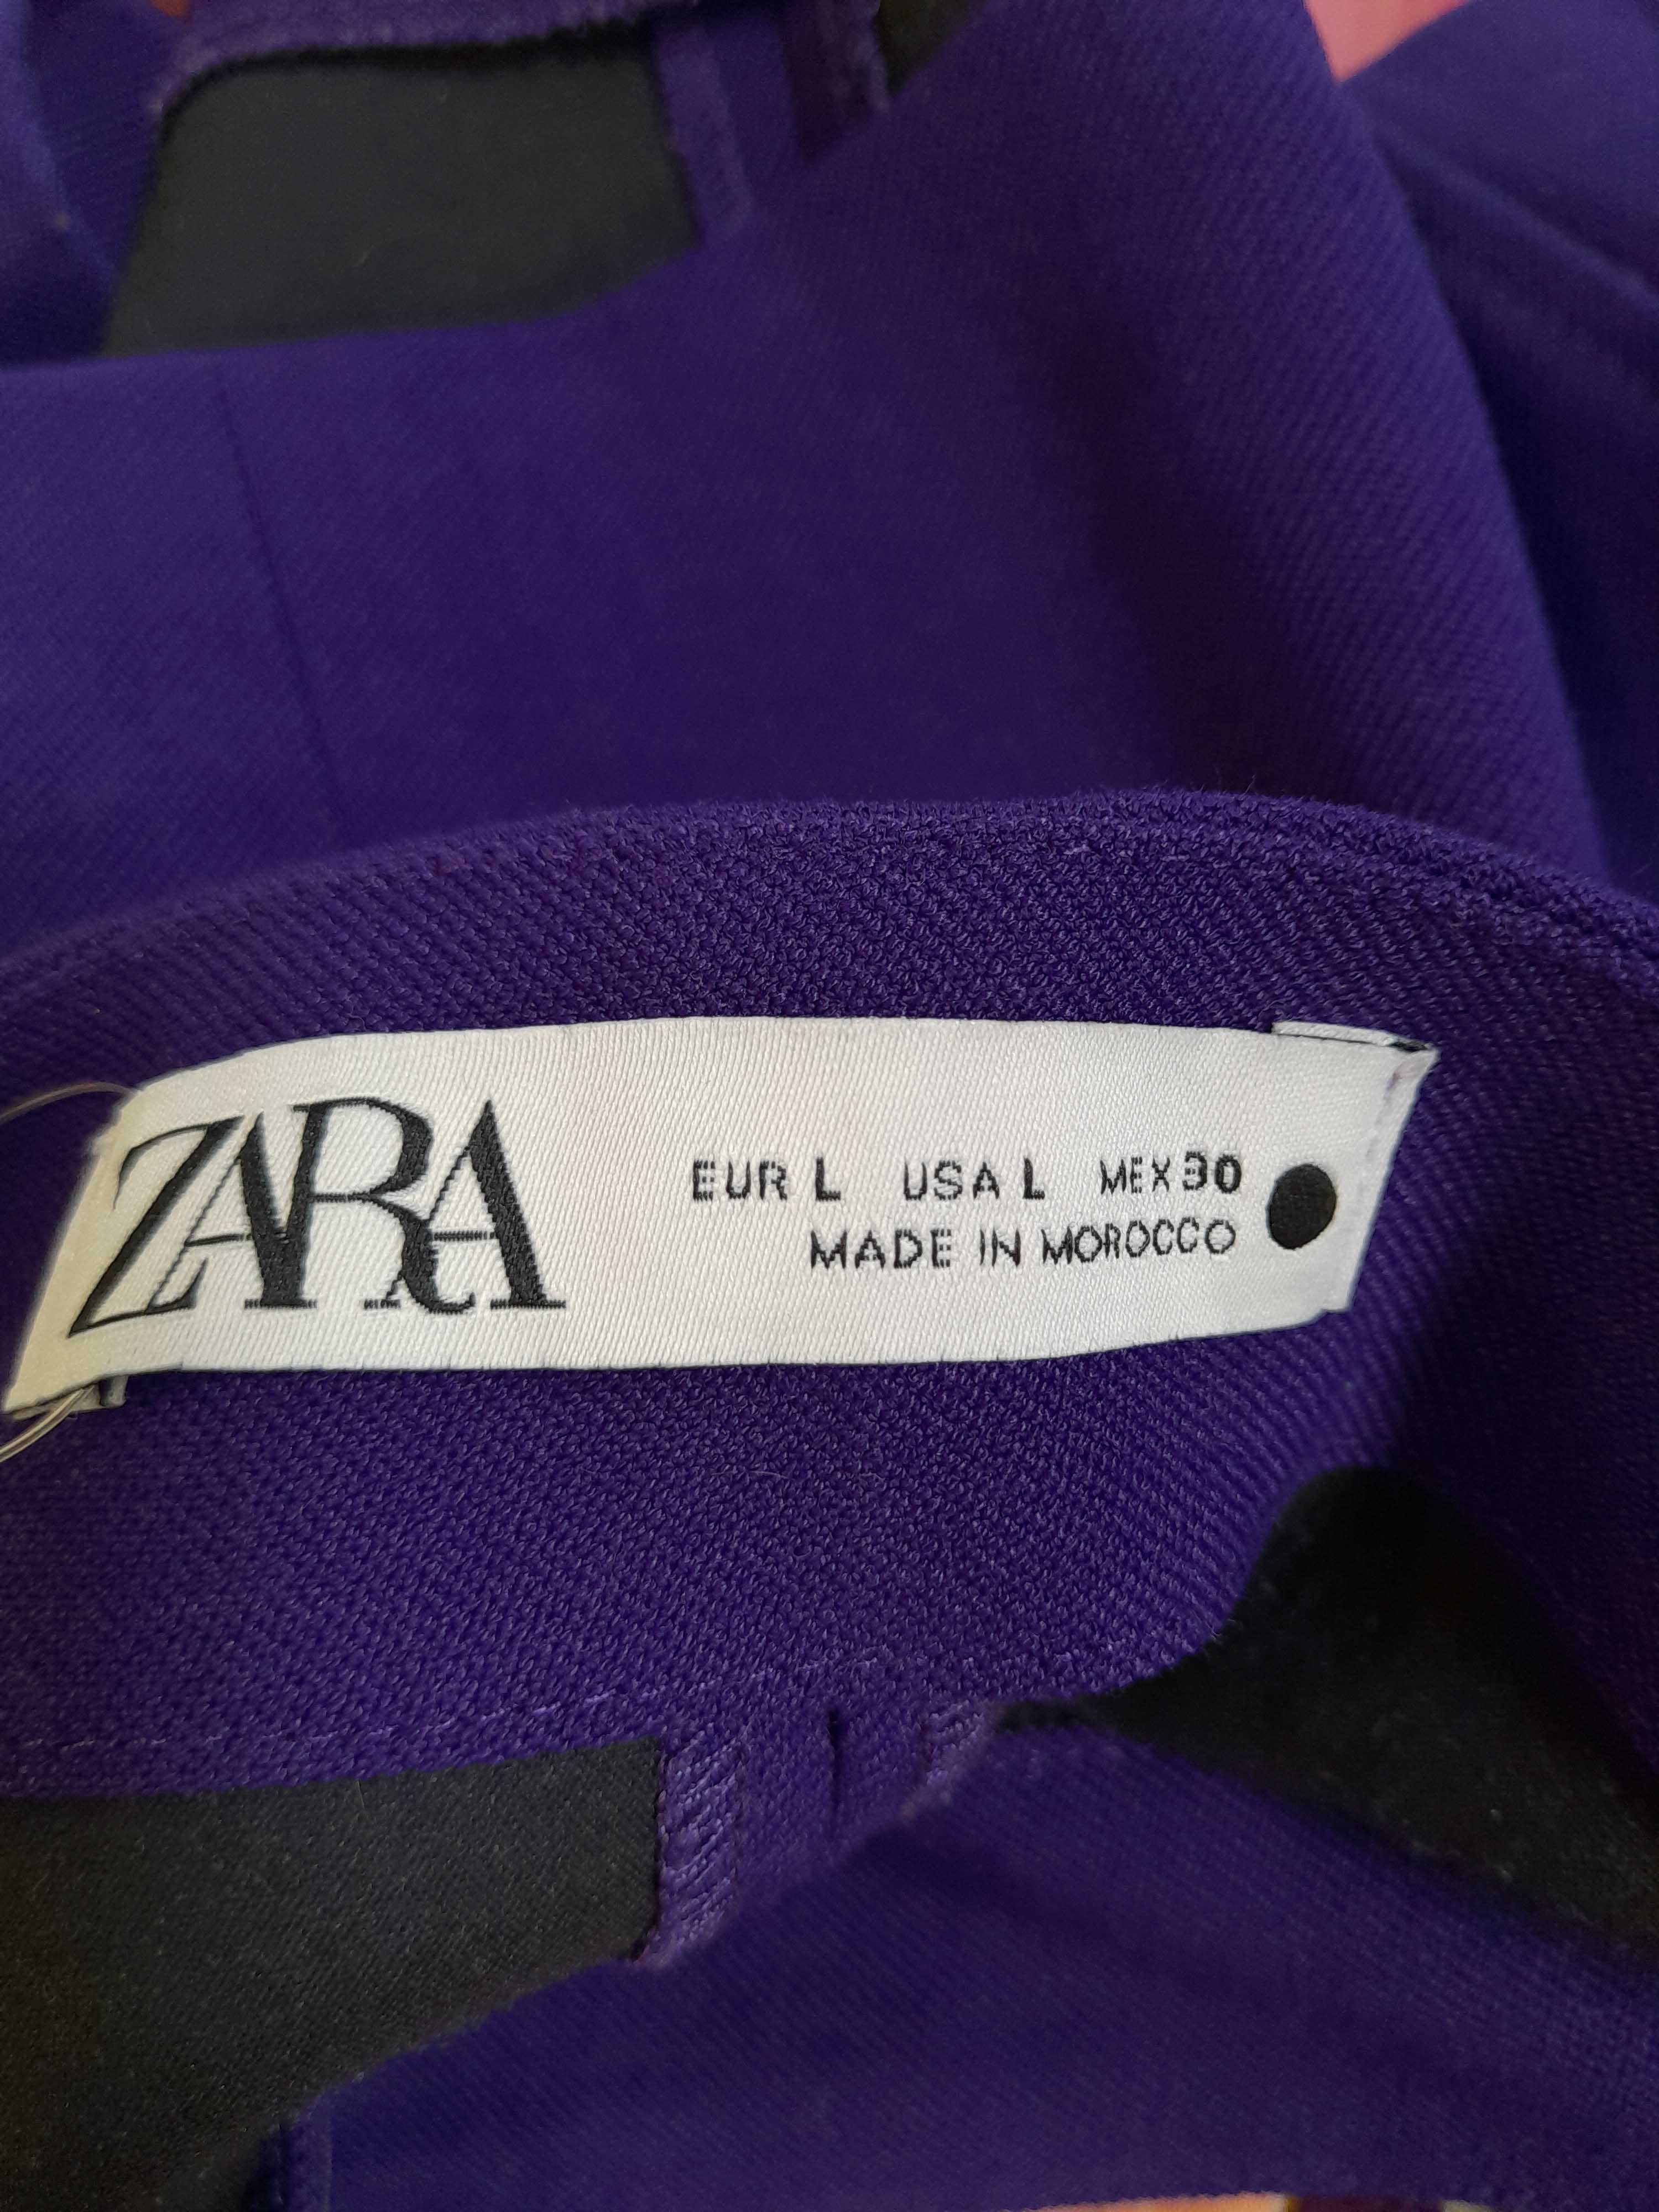 ZARA
EUR L USA L MEX 30
MADE IN MOROCCO